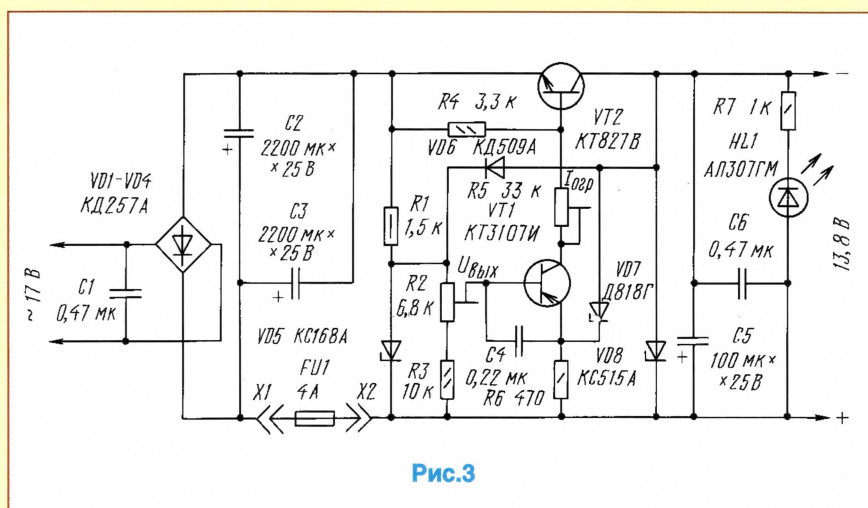 C2
2200 мк×
×25 В
VD1-VD4
КД257А
C3
2200 мк×
×25 В
C1
0,47 мк
~ 17 В
VD5 КС168А
FU1
4А
X1
X2
R4 3,3 к
VD6 КД509А
R5 33 к
Iогр
VT1
КТ3107И
R1
1,5 к
R2
6,8 к
Uвых
R3
10 к
C4
0,22 мк
R6 470
VT2
КТ827В
VD7
Д818Г
VD8
КС515А
−
R7 1к
HL1
АЛ307ГМ
C6
0,47 мк
C5
100 мк×
×25В
13,8 В
+
+
+
+
Рис.3